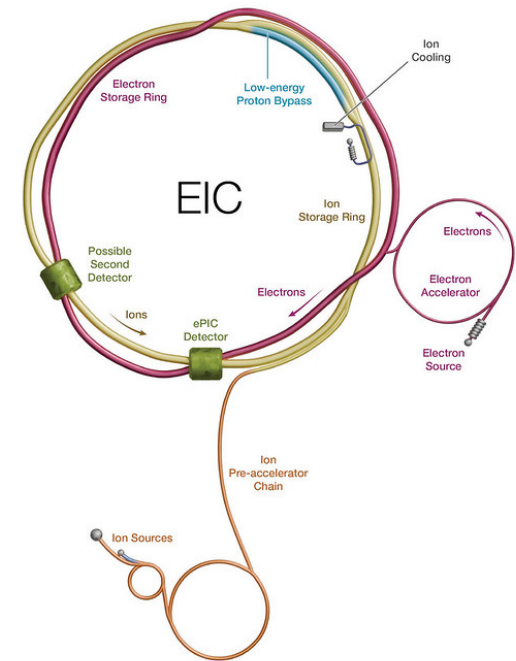 Ion
Cooling
Electron
Storage Ring
Low-energy
Proton Bypass
EIC
Ion
Storage Ring
Electrons
Possible
Second
Detector
Electron
Accelerator
Electrons
Ions
ePIC
Detector
Electron
Source
Ion
Pre-accelerator
Chain
Ion Sources